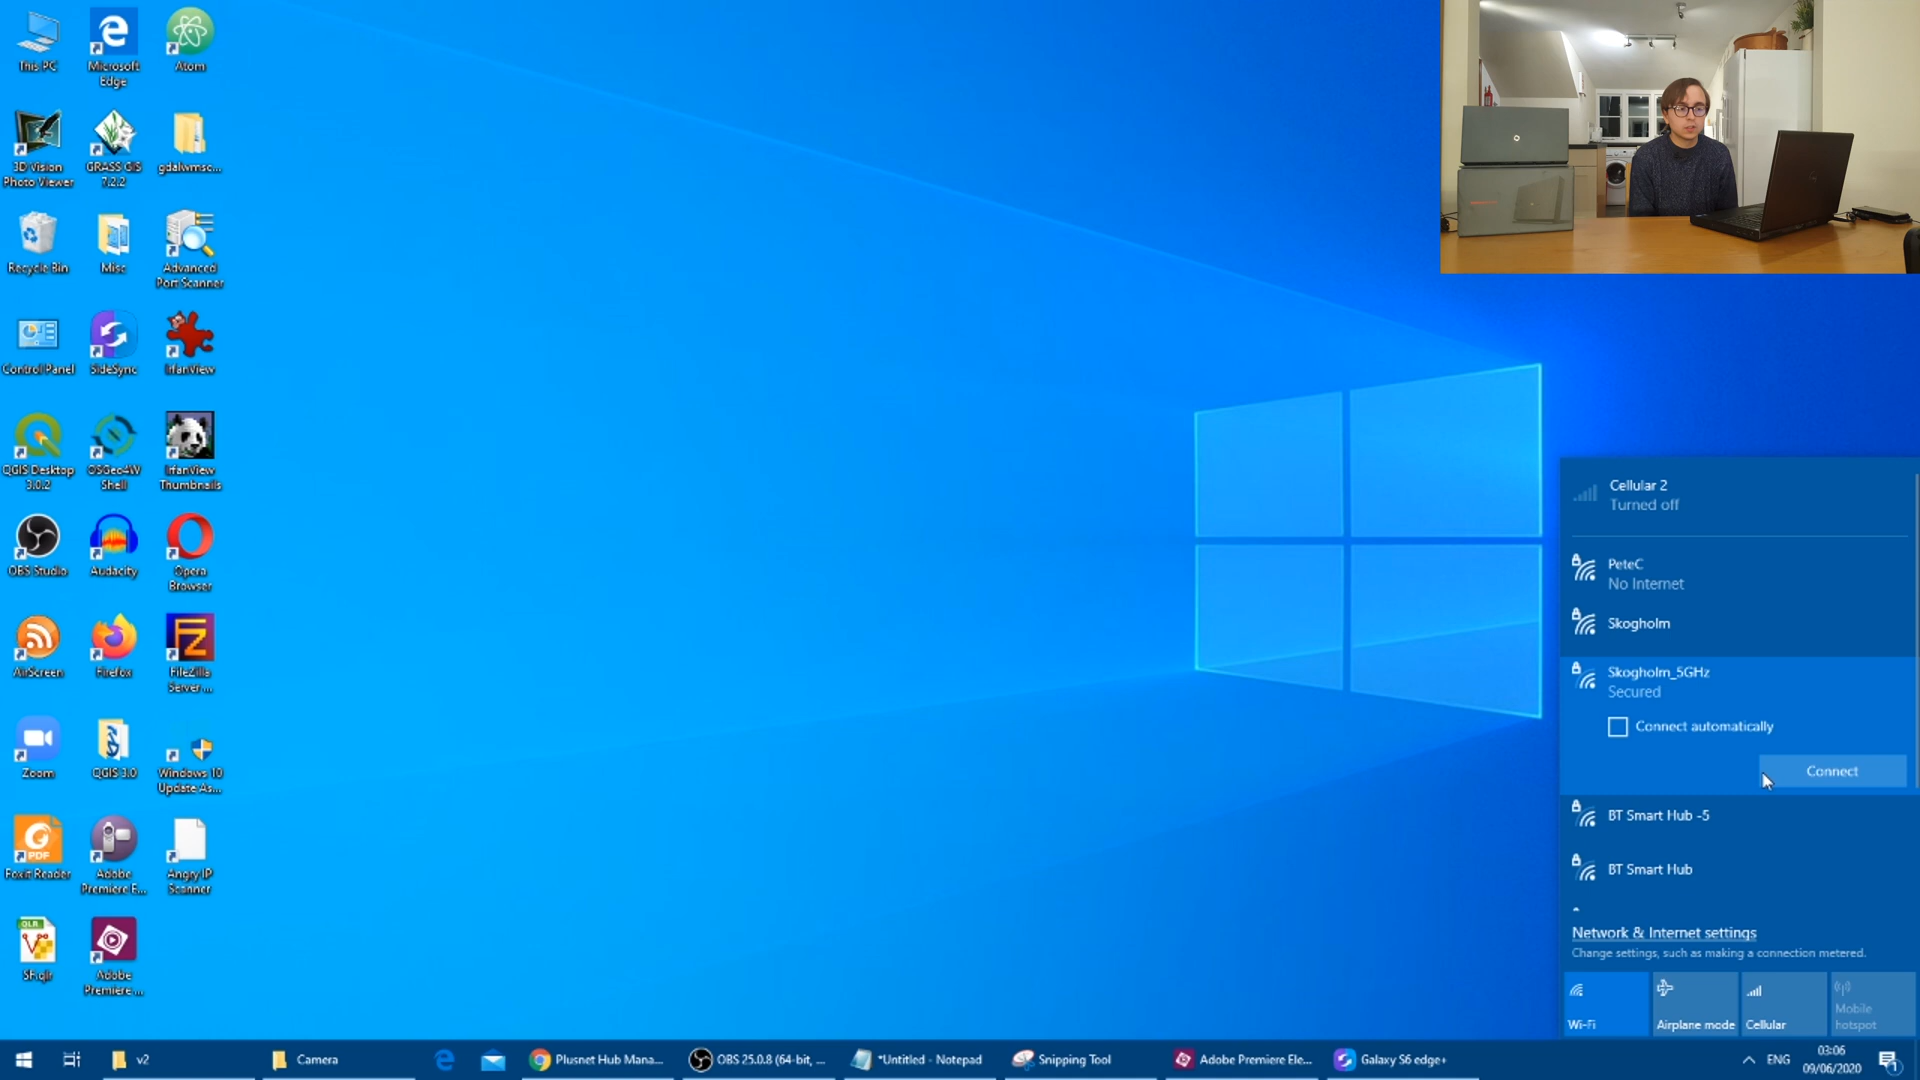 This PC
Microsoft
Edge
Atom
3D Vision
Photo Viewer
GRASS GIS
7.2.2
gdalwmsc...
Recycle Bin
Misc
Advanced
Port Scanner
Control Panel
SideSync
IrfanView
QGIS Desktop
3.0.2
OSGeo4W
Shell
IrfanView
Thumbnails
OBS Studio
Audacity
Opera
Browser
AirScreen
Firefox
FileZilla
Server ...
Zoom
QGIS 3.0
Windows 10
Update As...
PDF
Foxit Reader
Adobe
Premiere E...
Angry IP
Scanner
QLR
Adobe
Premiere ...
Cellular 2
Turned off
PeteC
No Internet
Skogholm
Skogholm_5GHz
Secured
Connect automatically
Connect
BT Smart Hub -5
BT Smart Hub
Network & Internet settings
Change settings, such as making a connection metered.
Wi-Fi
Airplane mode
Cellular
Mobile
hotspot
v2
Camera
Plusnet Hub Mana...
OBS 25.0.8 (64-bit, ...
*Untitled - Notepad
Snipping Tool
Adobe Premiere Ele...
Galaxy S6 edge+
ENG
03:06
09/06/2020
1